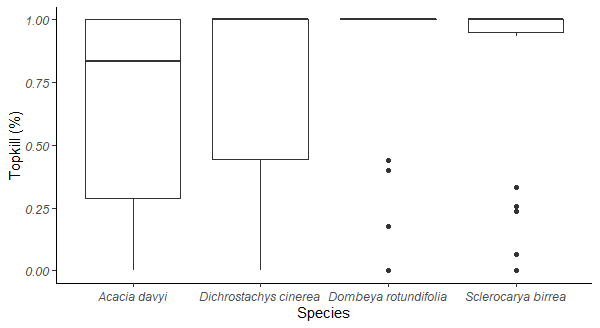 Topkill (%)
1.00
0.75
0.50
0.25
0.00
Acacia davyi Dichrostachys cinerea Dombeya rotundifolia Sclerocarya birrea
Species